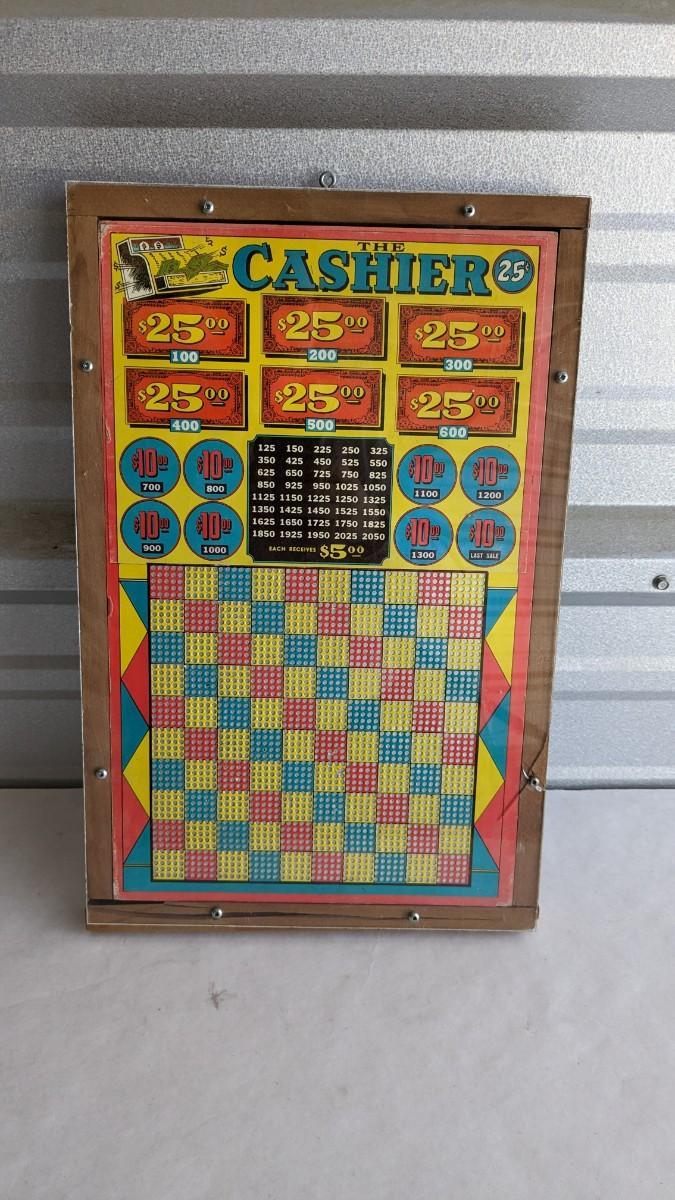 THE
CASHIER 25¢
$25.00 $25.00 $25.00
100 200 300
$25.00 $25.00 $25.00
400 500 600
$10.00 $10.00
700 800
$10.00 $10.00
900 1000
125 150 225 250 325
350 425 450 525 550
625 650 725 750 825
850 925 950 1025 1050
1125 1150 1225 1250 1325
1350 1425 1450 1525 1550
1625 1650 1725 1750 1825
1850 1925 1950 2025 2050
EACH RECEIVES $5.00
$10.00 $10.00
1100 1200
$10.00 $10.00
1300 LAST SALE